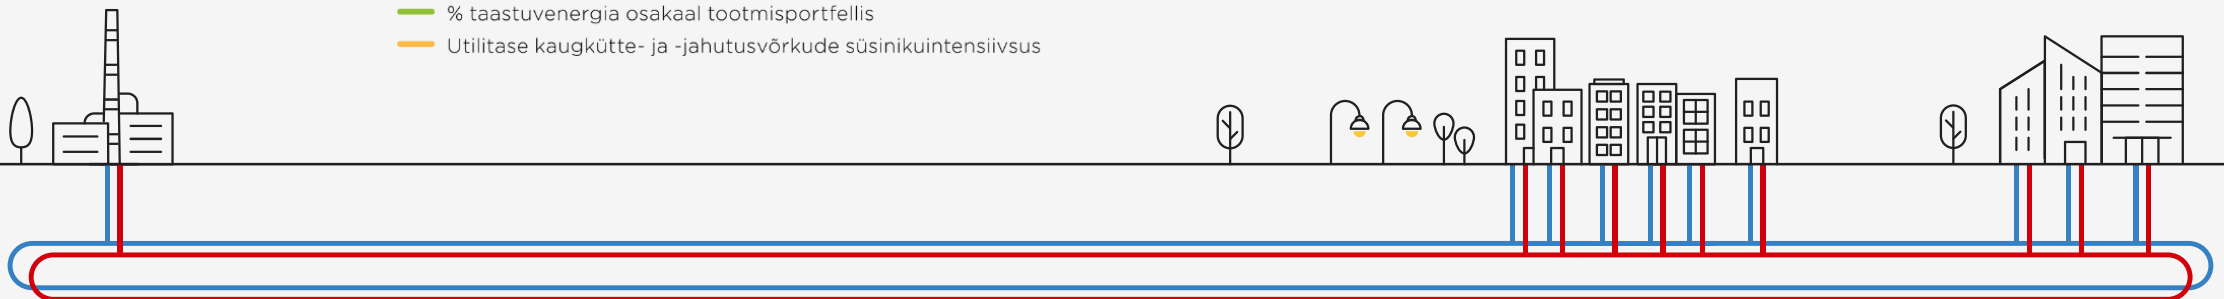 % taastuvenergia osakaal tootmisportfellis
Utilitase kaugkütte- ja -jahutusvõrkude süsinikuintensiivsus